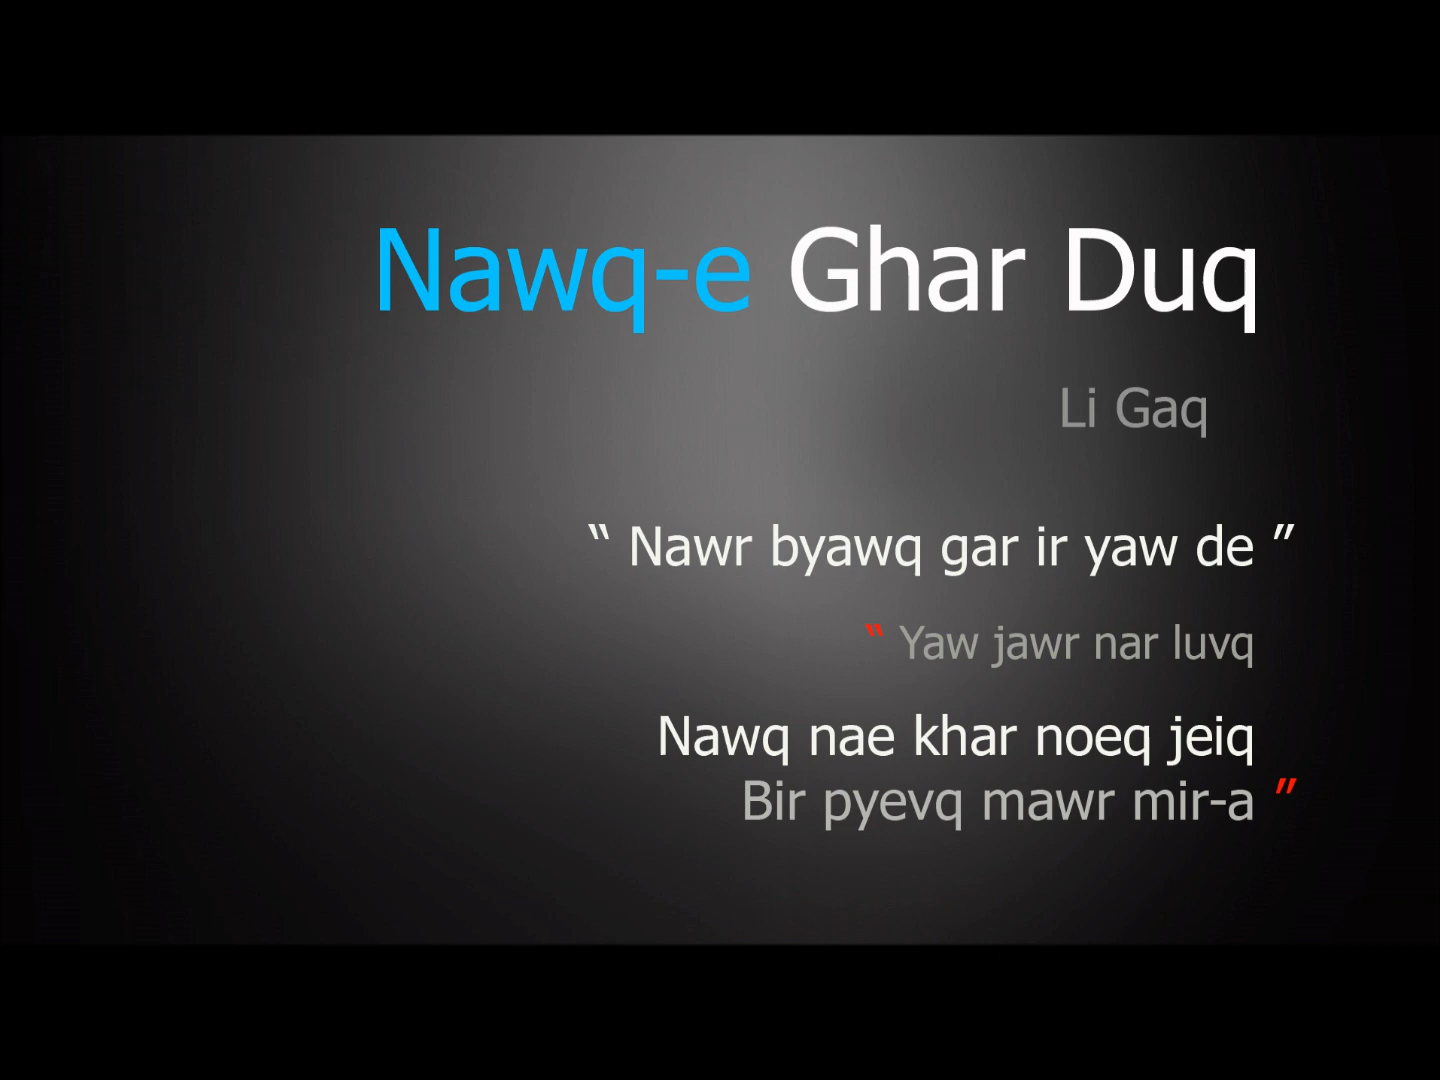 Nawq-e Ghar Duq
Li Gaq
“ Nawr byawq gar ir yaw de ”
“ Yaw jawr nar luvq
Nawq nae khar noeq jeiq
Bir pyevq mawr mir-a ”